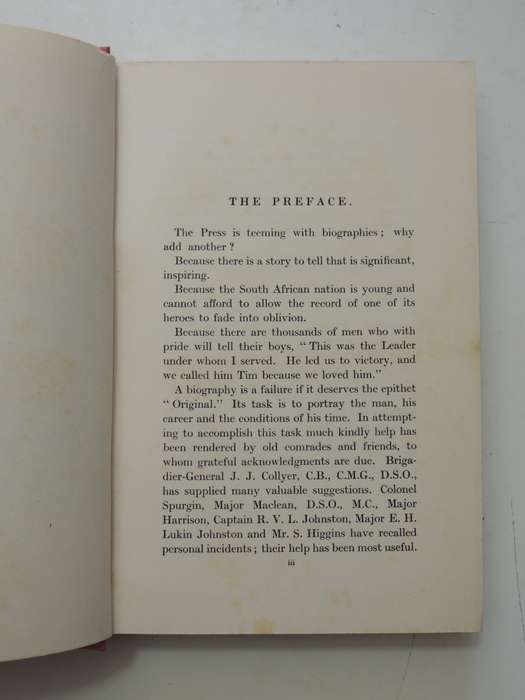 THE PREFACE.
The Press is teeming with biographies; why
add another?
Because there is a story to tell that is significant,
inspiring.
Because the South African nation is young and
cannot afford to allow the record of one of its
heroes to fade into oblivion.
Because there are thousands of men who with
pride will tell their boys, "This was the Leader
under whom I served. He led us to victory, and
we called him Tim because we loved him."
A biography is a failure if it deserves the epithet
"Original." Its task is to portray the man, his
career and the conditions of his time. In attempt-
ing to accomplish this task much kindly help has
been rendered by old comrades and friends, to
whom grateful acknowledgments are due. Briga-
dier-General J. J. Collyer, C.B., C.M.G., D.S.O.,
has supplied many valuable suggestions. Colonel
Spurgin, Major Maclean, D.S.O., M.C., Major
Harrison, Captain R. V. L. Johnston, Major E. H.
Lukin Johnston and Mr. S. Higgins have recalled
personal incidents; their help has been most useful.
iii